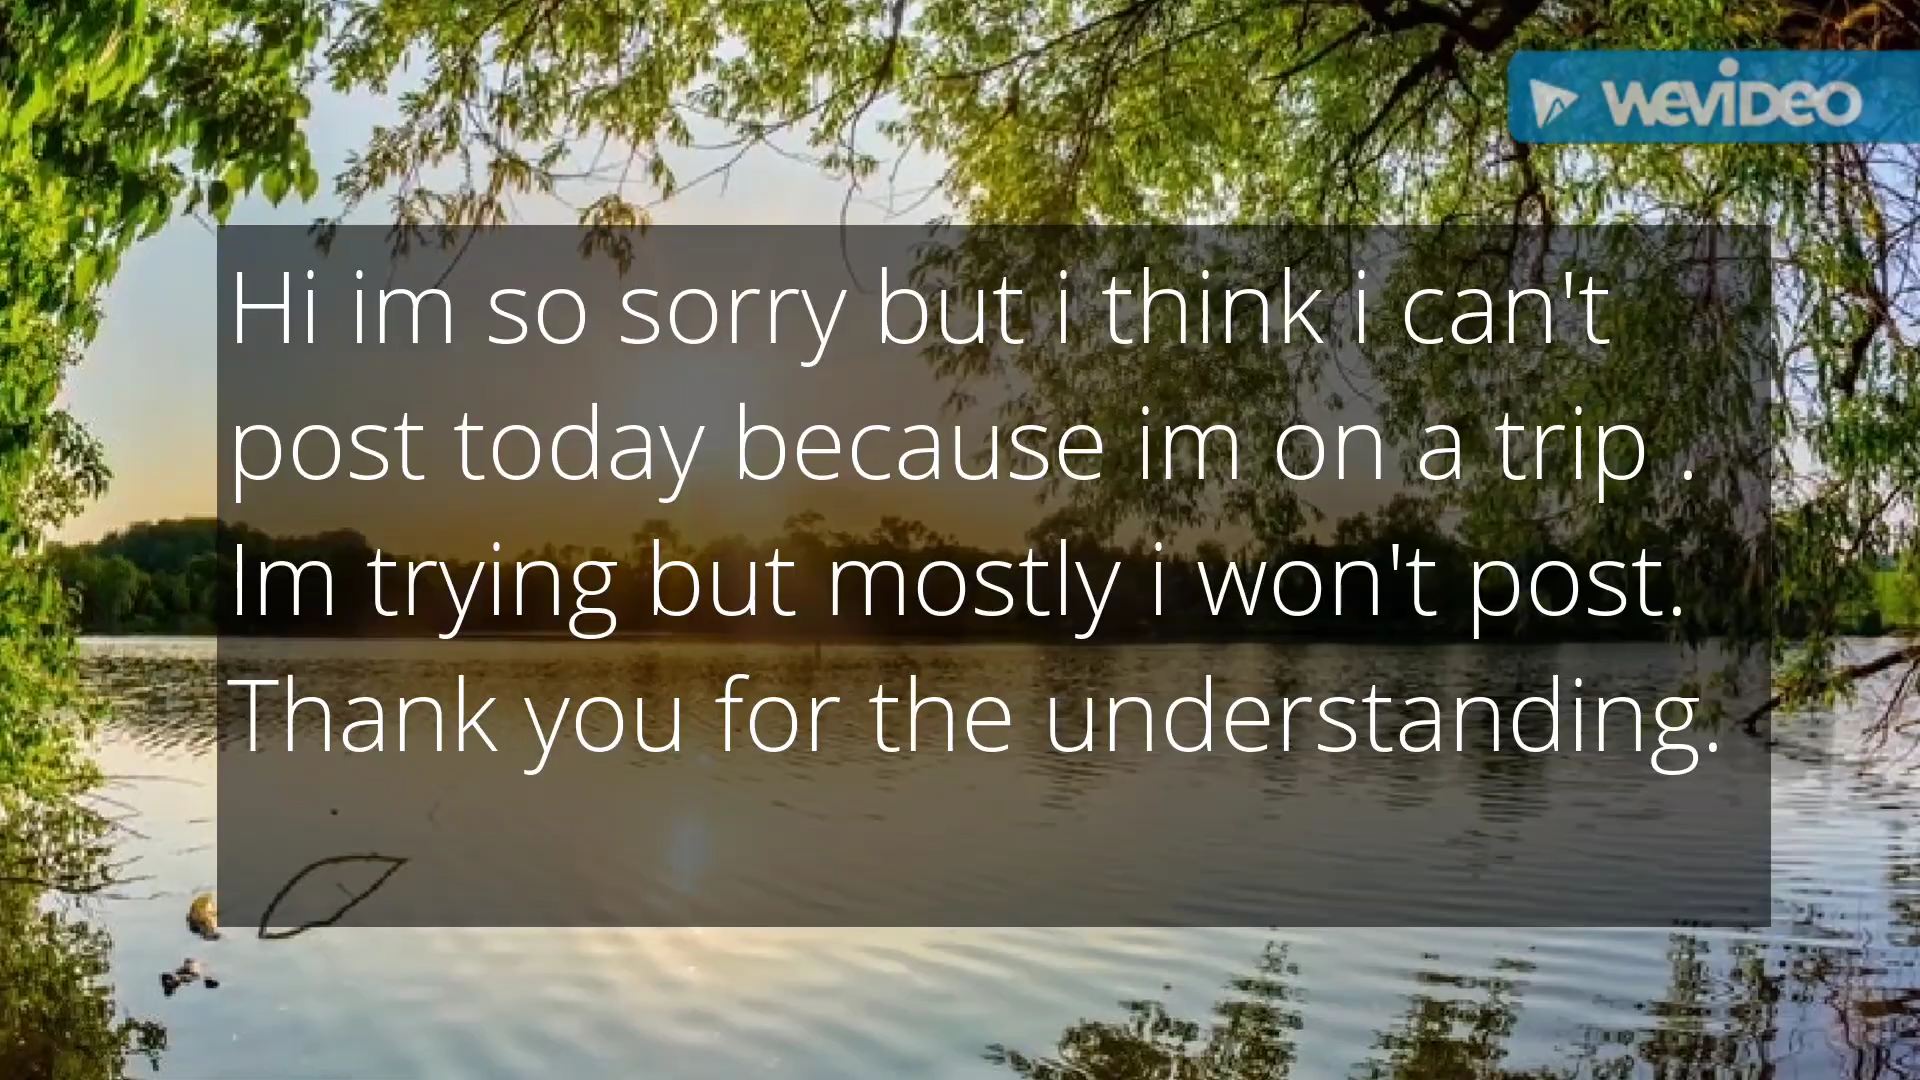 wevideo
Hi im so sorry but i think i can't
post today because im on a trip .
Im trying but mostly i won't post.
Thank you for the understanding.